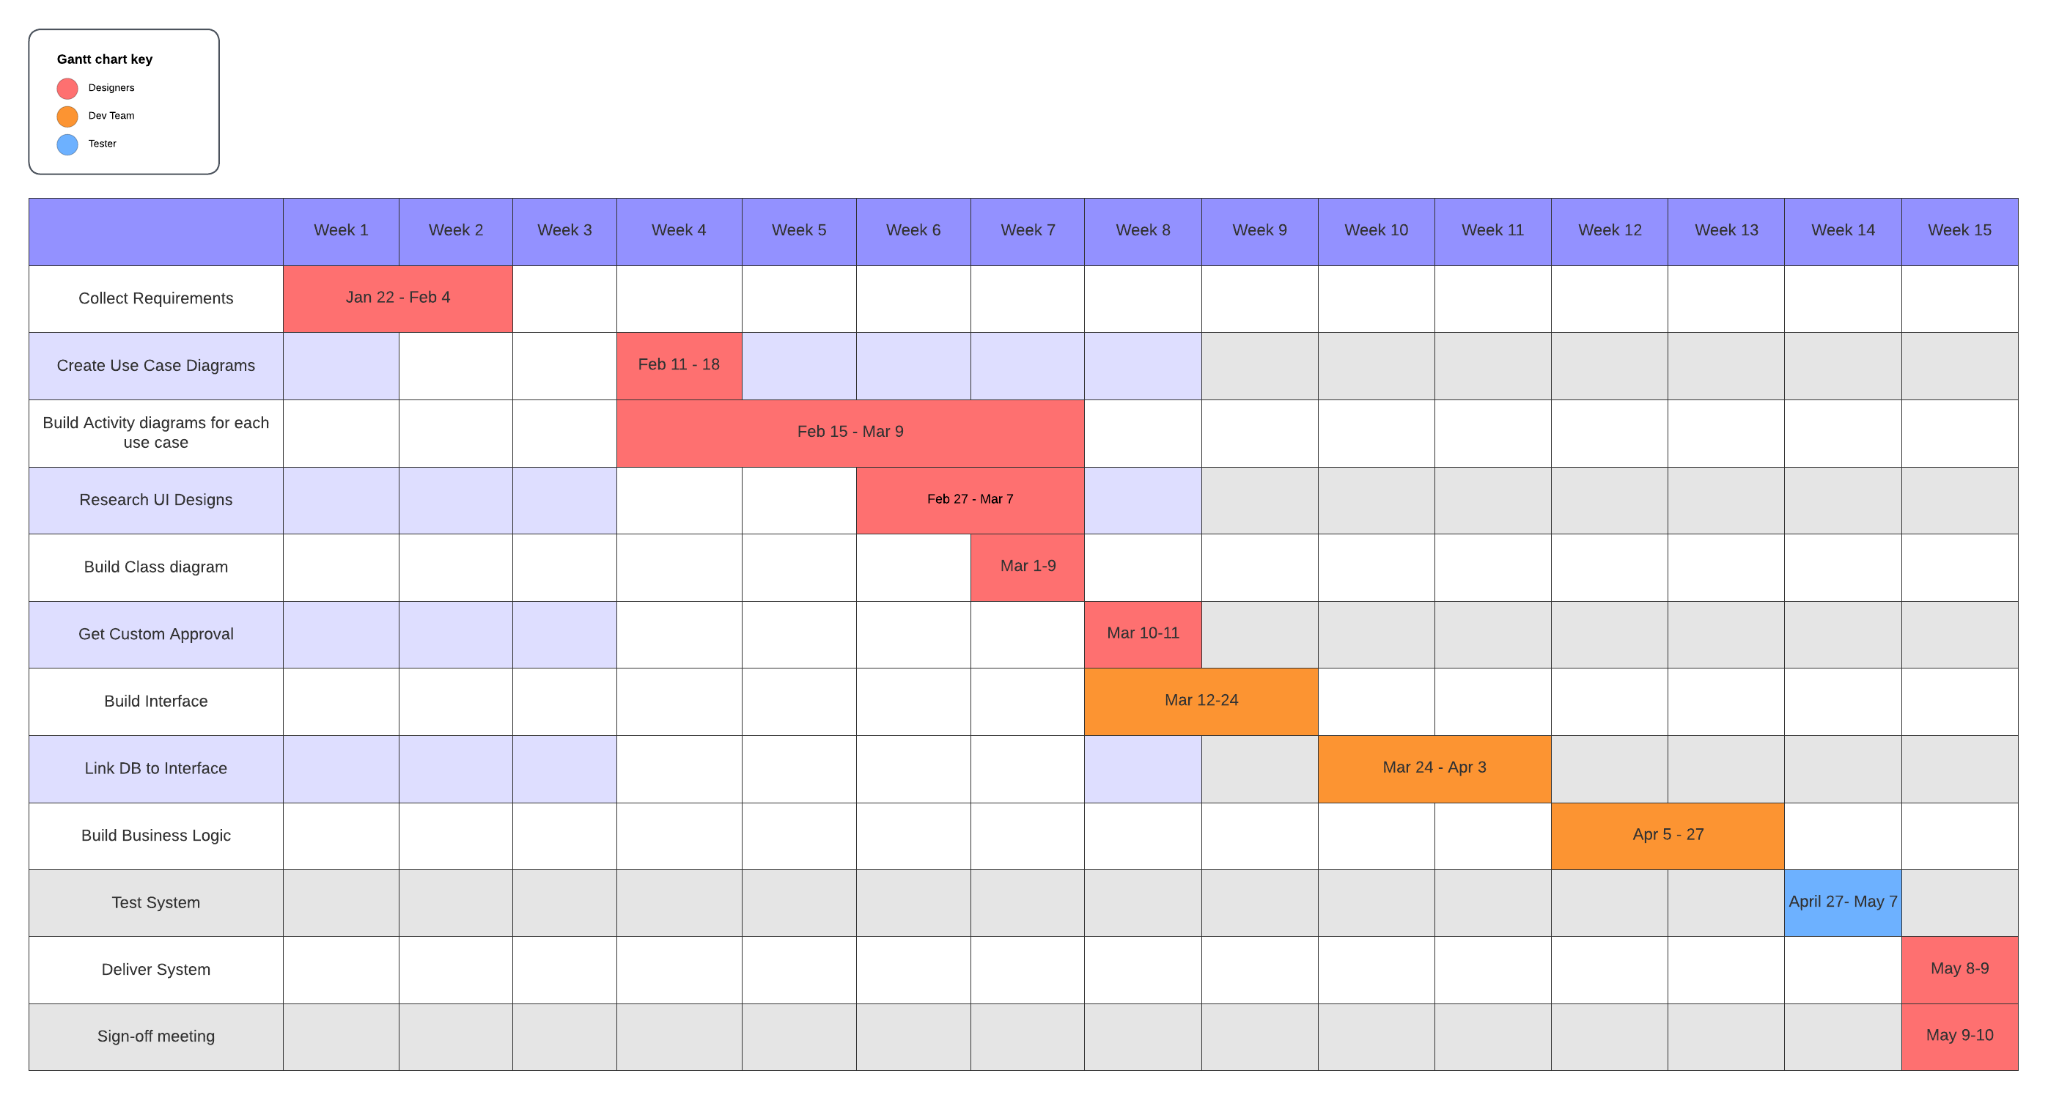 Gantt chart key
Designers
Dev Team
Tester
Week 1
Week 2
Week 3
Week 4
Week 5
Week 6
Week 7
Week 8
Week 9
Week 10
Week 11
Week 12
Week 13
Week 14
Week 15
Collect Requirements
Jan 22 - Feb 4
Create Use Case Diagrams
Feb 11 - 18
Build Activity diagrams for each
use case
Feb 15 - Mar 9
Research UI Designs
Feb 27 - Mar 7
Build Class diagram
Mar 1-9
Get Custom Approval
Mar 10-11
Build Interface
Mar 12-24
Link DB to Interface
Mar 24 - Apr 3
Build Business Logic
Apr 5 - 27
Test System
April 27- May 7
Deliver System
May 8-9
Sign-off meeting
May 9-10